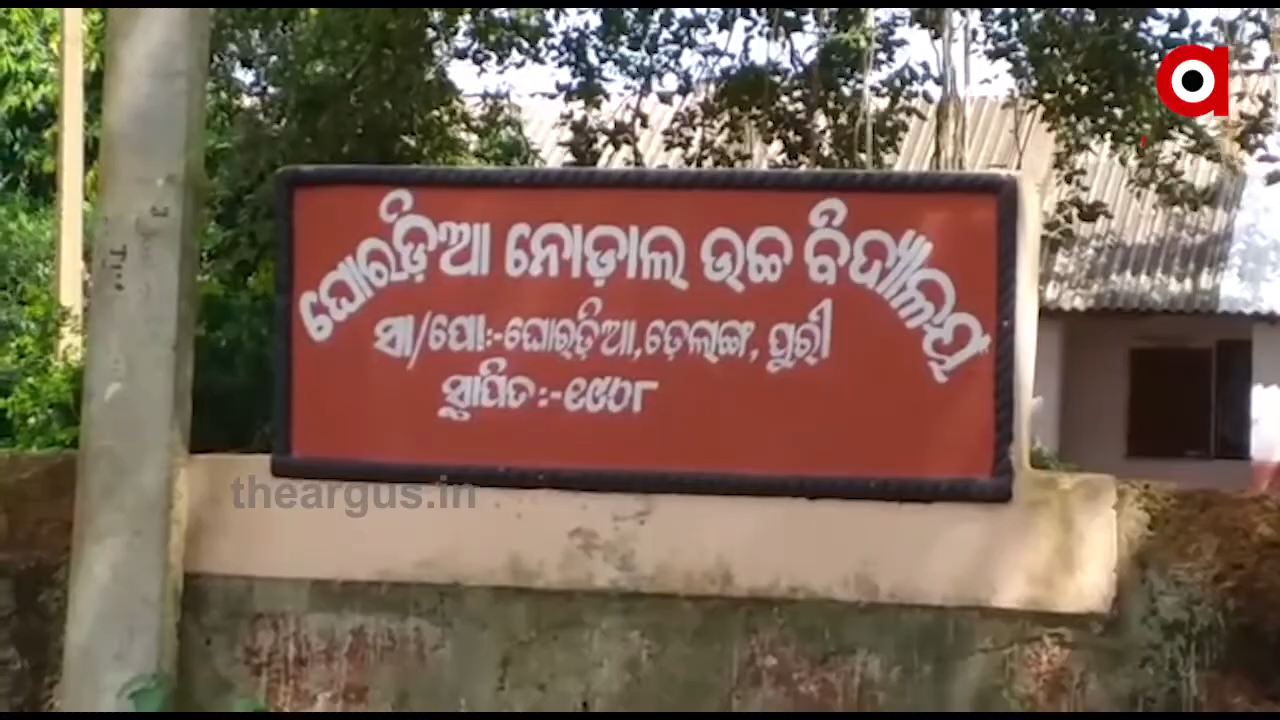 ଘୋରଡ଼ିଆ ନୋଡ଼ାଲ ଉଚ୍ଚ ବିଦ୍ୟାଳୟ
ସା/ପୋ:-ଘୋରଡ଼ିଆ,ଡ଼େଲାଙ୍ଗ, ପୁରୀ
ସ୍ଥାପିତ:-୧୯୦୮
theargus.in
a